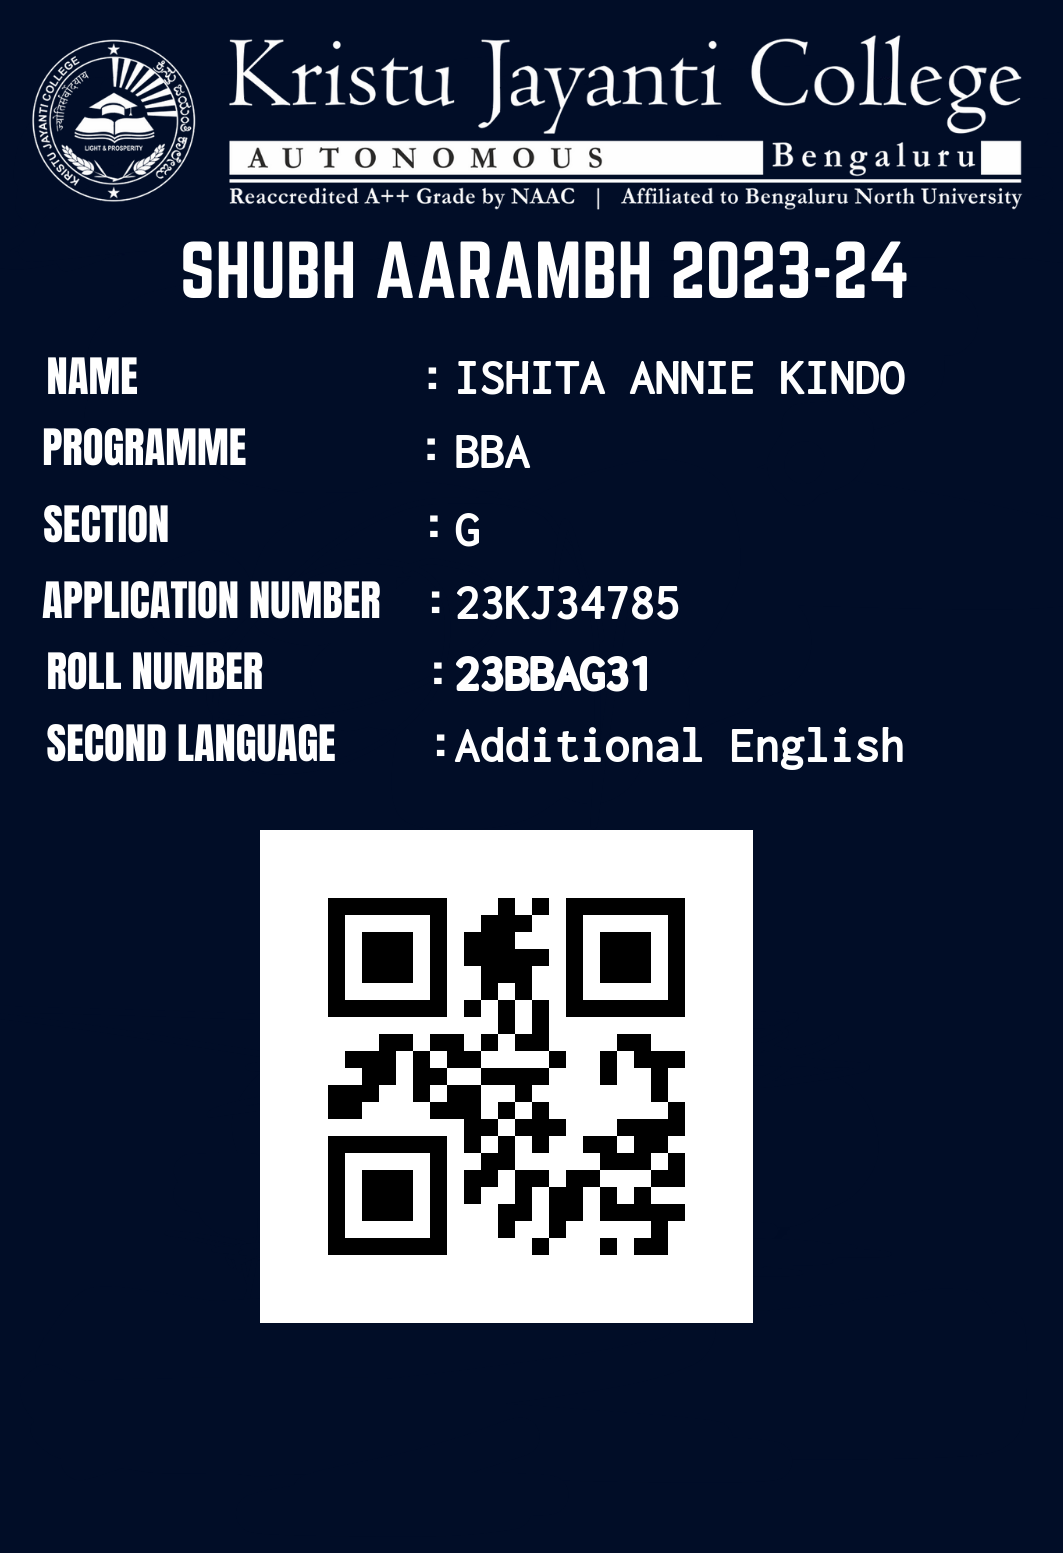 Kristu Jayanti College
AUTONOMOUS Bengaluru
Reaccredited A++ Grade by NAAC | Affiliated to Bengaluru North University
KRISTU JAYANTI COLLEGE
LIGHT & PROSPERITY
SHUBH AARAMBH 2023-24
NAME : ISHITA ANNIE KINDO
PROGRAMME : BBA
SECTION : G
APPLICATION NUMBER : 23KJ34785
ROLL NUMBER : 23BBAG31
SECOND LANGUAGE : Additional English